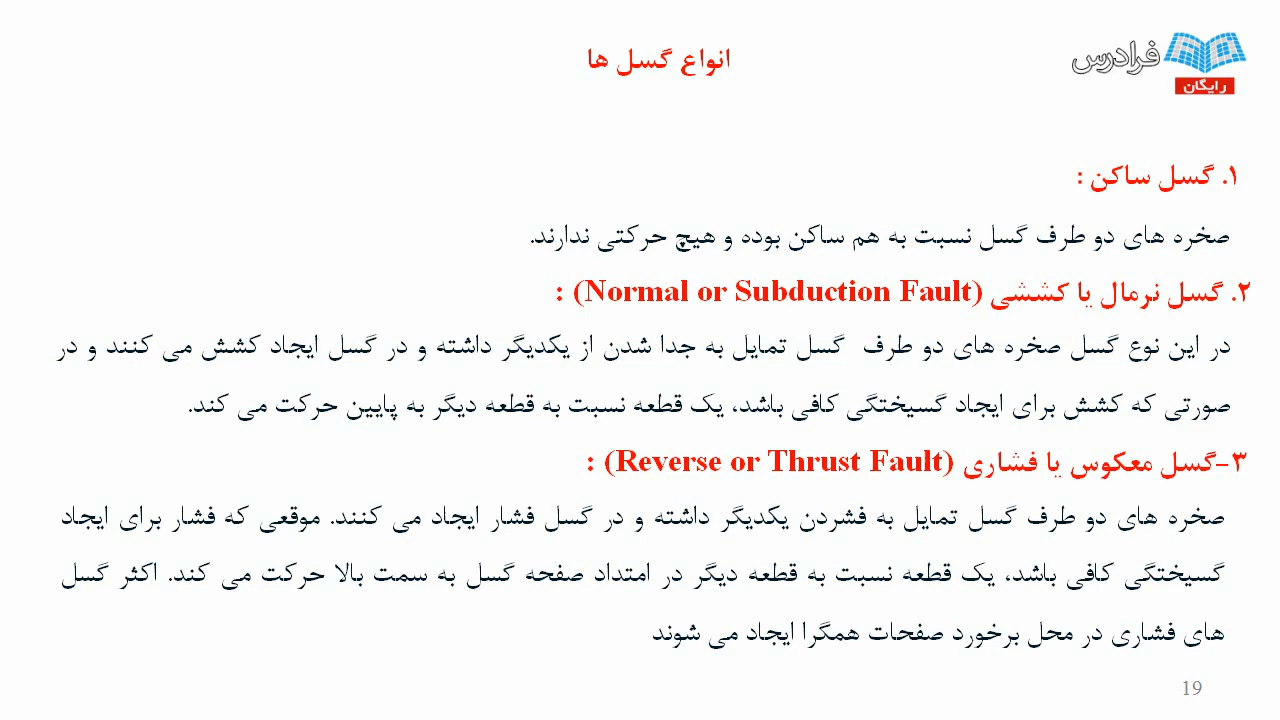 فرادرس
رایگان
انواع گسل ها
۱. گسل ساکن :
صخره های دو طرف گسل نسبت به هم ساکن بوده و هیچ حرکتی ندارند.
۲. گسل نرمال یا کششی (Normal or Subduction Fault) :
در این نوع گسل صخره های دو طرف گسل تمایل به جدا شدن از یکدیگر داشته و در گسل ایجاد کشش می کنند و در
صورتی که کشش برای ایجاد گسیختگی کافی باشد، یک قطعه نسبت به قطعه دیگر به پایین حرکت می کند.
۳-گسل معکوس یا فشاری (Reverse or Thrust Fault) :
صخره های دو طرف گسل تمایل به فشردن یکدیگر داشته و در گسل فشار ایجاد می کنند. موقعی که فشار برای ایجاد
گسیختگی کافی باشد، یک قطعه نسبت به قطعه دیگر در امتداد صفحه گسل به سمت بالا حرکت می کند. اکثر گسل
های فشاری در محل برخورد صفحات همگرا ایجاد می شوند
19